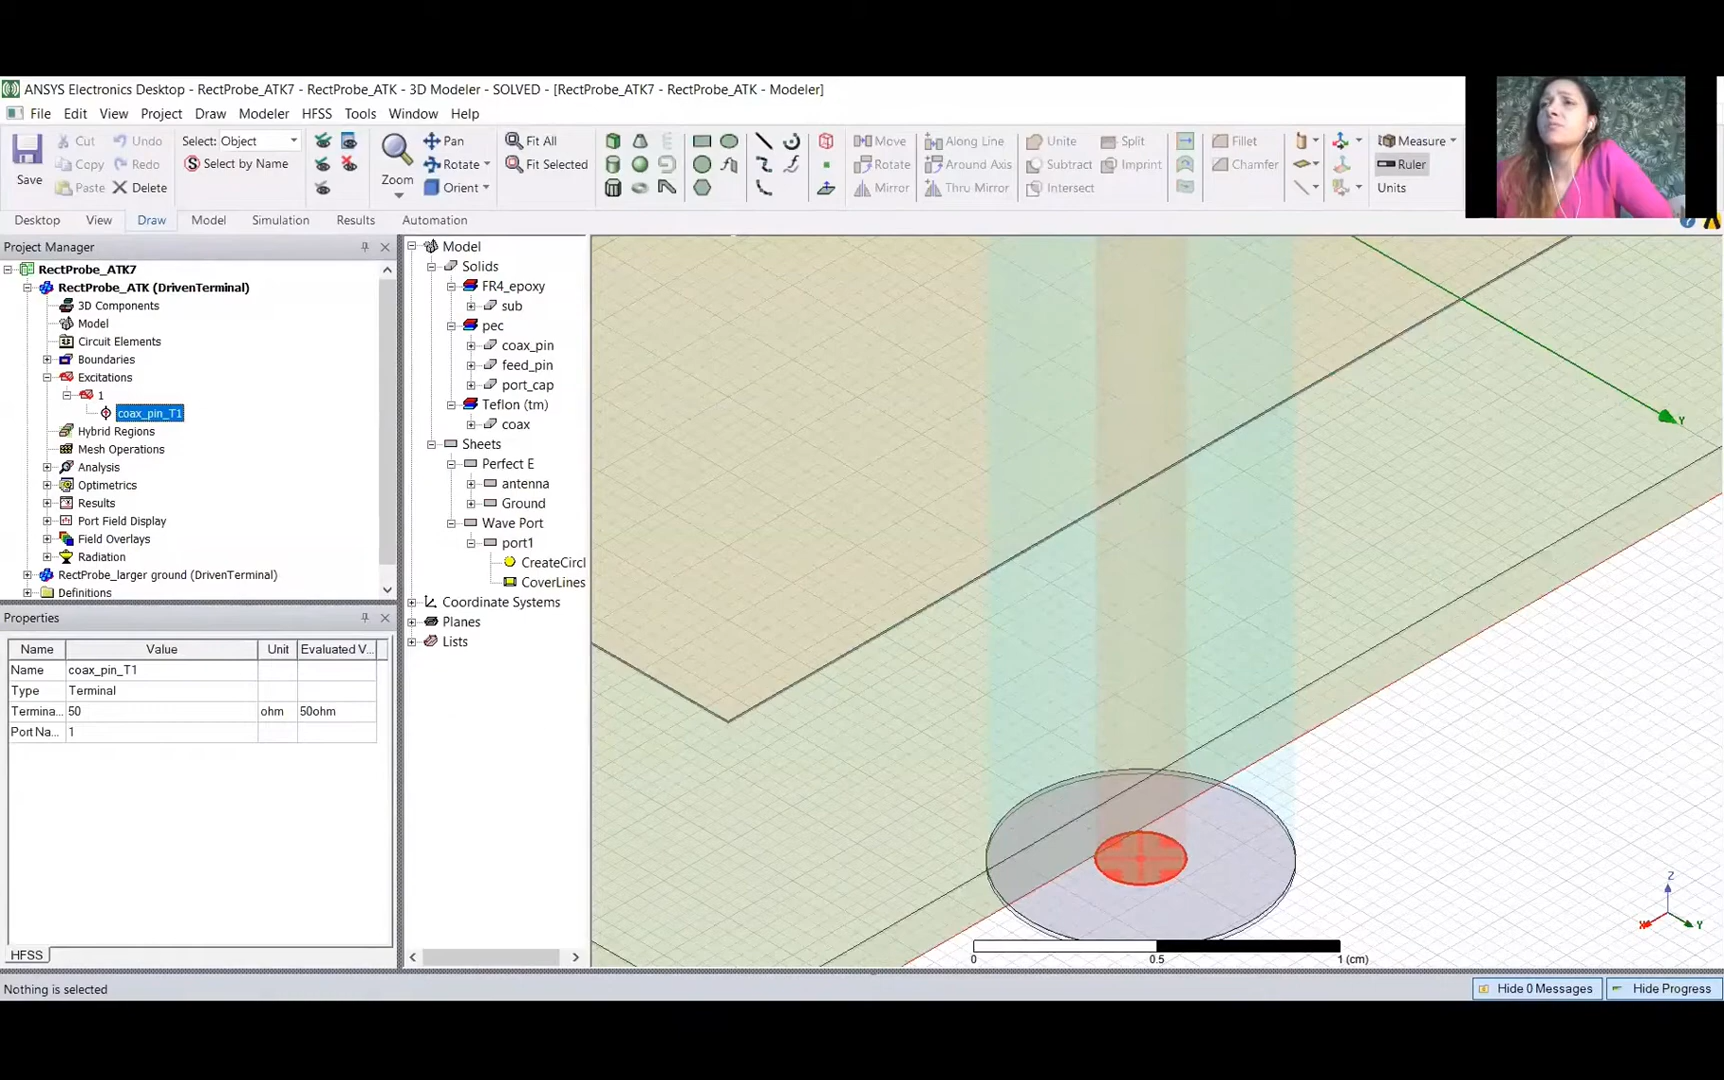 ANSYS Electronics Desktop - RectProbe_ATK7 - RectProbe_ATK - 3D Modeler - SOLVED - [RectProbe_ATK7 - RectProbe_ATK - Modeler]
File Edit View Project Draw Modeler HFSS Tools Window Help
Save
Cut
Copy
Paste
Undo
Redo
Delete
Select: Object
Select by Name
Zoom
Pan
Rotate
Orient
Fit All
Fit Selected
Move
Rotate
Mirror
Along Line
Around Axis
Thru Mirror
Unite
Subtract
Intersect
Split
Imprint
Fillet
Chamfer
Measure
Ruler
Units
Desktop View Draw Model Simulation Results Automation
Project Manager
RectProbe_ATK7
RectProbe_ATK (DrivenTerminal)
3D Components
Model
Circuit Elements
Boundaries
Excitations
1
coax_pin_T1
Hybrid Regions
Mesh Operations
Analysis
Optimetrics
Results
Port Field Display
Field Overlays
Radiation
RectProbe_larger ground (DrivenTerminal)
Definitions
Properties
Name Value Unit Evaluated V...
Name coax_pin_T1
Type Terminal
Termina... 50 ohm 50ohm
Port Na... 1
HFSS
Model
Solids
FR4_epoxy
sub
pec
coax_pin
feed_pin
port_cap
Teflon (tm)
coax
Sheets
Perfect E
antenna
Ground
Wave Port
port1
CreateCircl
CoverLines
Coordinate Systems
Planes
Lists
Y
Z
X
Y
0 0.5 1 (cm)
Nothing is selected
Hide 0 Messages
Hide Progress